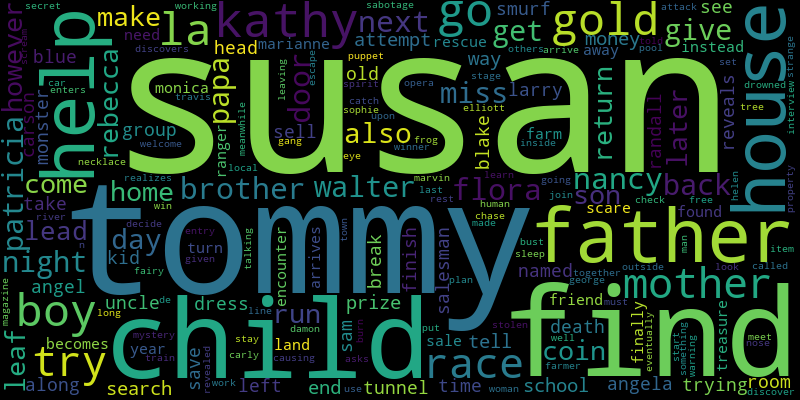 susan
tommy
child
find
father
house
help
mother
gold
go
kathy
la
race
boy
try
papa
door
also
give
get
next
miss
night
day
home
brother
walter
flora
nancy
back
son
return
later
patricia
however
make
head
blue
monster
rebecca
group
come
take
lead
kid
angel
uncle
dress
prize
run
break
finish
salesman
coin
death
friend
named
scare
found
school
angela
trying
room
treasure
finally
eventually
tell
sale
time
tunnel
end
left
search
save
year
becomes
along
leaf
magazine
sam
land
encounter
arrives
carson
monica
ranger
sell
old
marianne
attempt
rescue
smurf
money
way
away
larry
blake
farm
randall
reveals
see
instead
need
working
secret
discovers
car
enters
travis
necklace
welcome
realizes
local
meanwhile
leaving
escape
puppet
spirit
sophie
opera
stage
catch
upon
elliott
frog
inside
gang
eye
winner
marvin
learn
going
last
rest
human
chase
made
join
check
free
helen
property
interview
strange
drowned
tree
pool
set
others
arrive
attack
sabotage
win
river
decide
turn
entry
given
fairy
talking
town
plan
bust
sleep
george
together
outside
must
man
look
called
item
meet
nose
discover
start
something
warning
farmer
well
woman
use
work
revealed
mystery
train
long
de
line
damon
stay
carly
causing
asks
burn
put
stolen